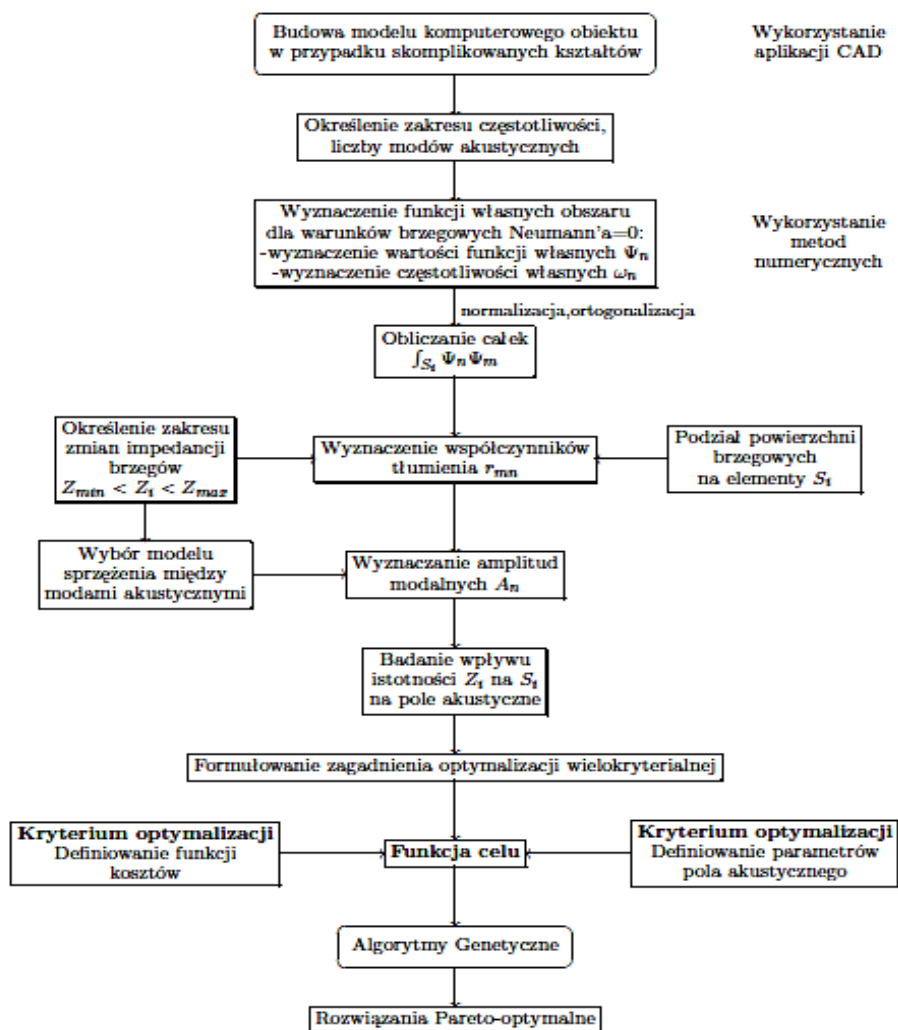 Budowa modelu komputerowego obiektu
w przypadku skomplikowanych kształtów
Wykorzystanie
aplikacji CAD
Określenie zakresu częstotliwości,
liczby modów akustycznych
Wyznaczenie funkcji własnych obszaru
dla warunków brzegowych Neumann'a=0:
-wyznaczenie wartości funkcji własnych Ψn
-wyznaczenie częstotliwości własnych ωn
Wykorzystanie
metod
numerycznych
normalizacja,ortogonalizacja
Obliczanie całek
∫Si ΨnΨm
Określenie zakresu
zmian impedancji
brzegów
Zmin < Zi < Zmax
Wyznaczenie współczynników
tłumienia rmn
Podział powierzchni
brzegowych
na elementy Si
Wybór modelu
sprzężenia między
modami akustycznymi
Wyznaczanie amplitud
modalnych An
Badanie wpływu
istotności Zi na Si
na pole akustyczne
Formułowanie zagadnienia optymalizacji wielokryterialnej
Kryterium optymalizacji
Definiowanie funkcji
kosztów
Funkcja celu
Kryterium optymalizacji
Definiowanie parametrów
pola akustycznego
Algorytmy Genetyczne
Rozwiązania Pareto-optymalne